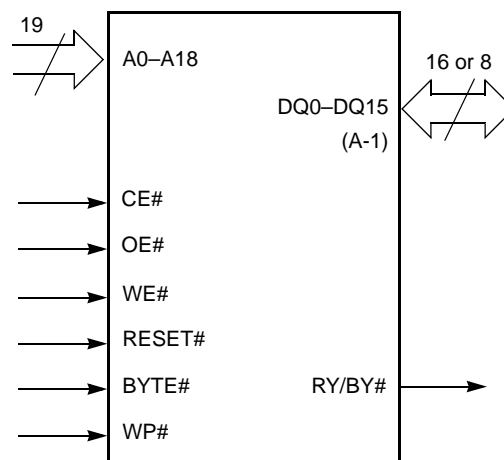 19
A0–A18
16 or 8
DQ0–DQ15
(A-1)
CE#
OE#
WE#
RESET#
BYTE#
RY/BY#
WP#